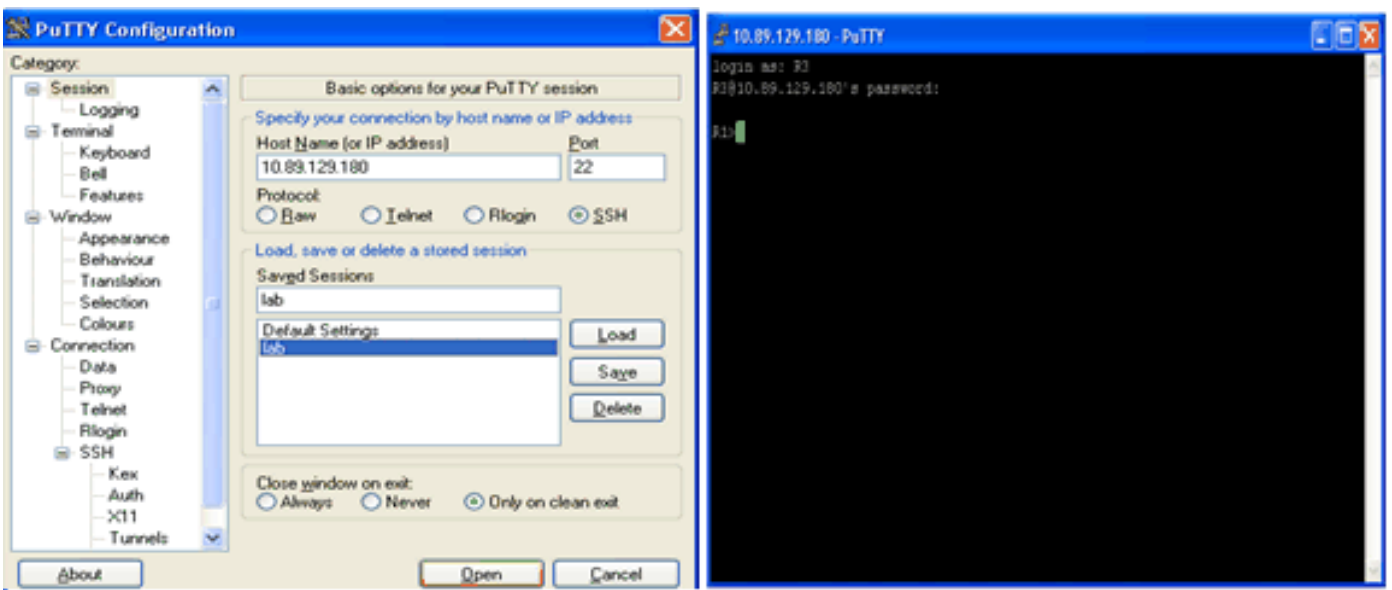 PuTTY Configuration
Category:
Session
Logging
Terminal
Keyboard
Bell
Features
Window
Appearance
Behaviour
Translation
Selection
Colours
Connection
Data
Proxy
Telnet
Rlogin
SSH
Kex
Auth
X11
Tunnels
Basic options for your PuTTY session
Specify your connection by host name or IP address
Host Name (or IP address) Port
10.89.129.180 22
Protocol:
Raw Telnet Rlogin SSH
Load, save or delete a stored session
Saved Sessions
lab
Default Settings
lab
Load
Save
Delete
Close window on exit:
Always Never Only on clean exit
About Open Cancel
10.89.129.180 - PuTTY
login as: R3
R3@10.89.129.180's password:
R1>